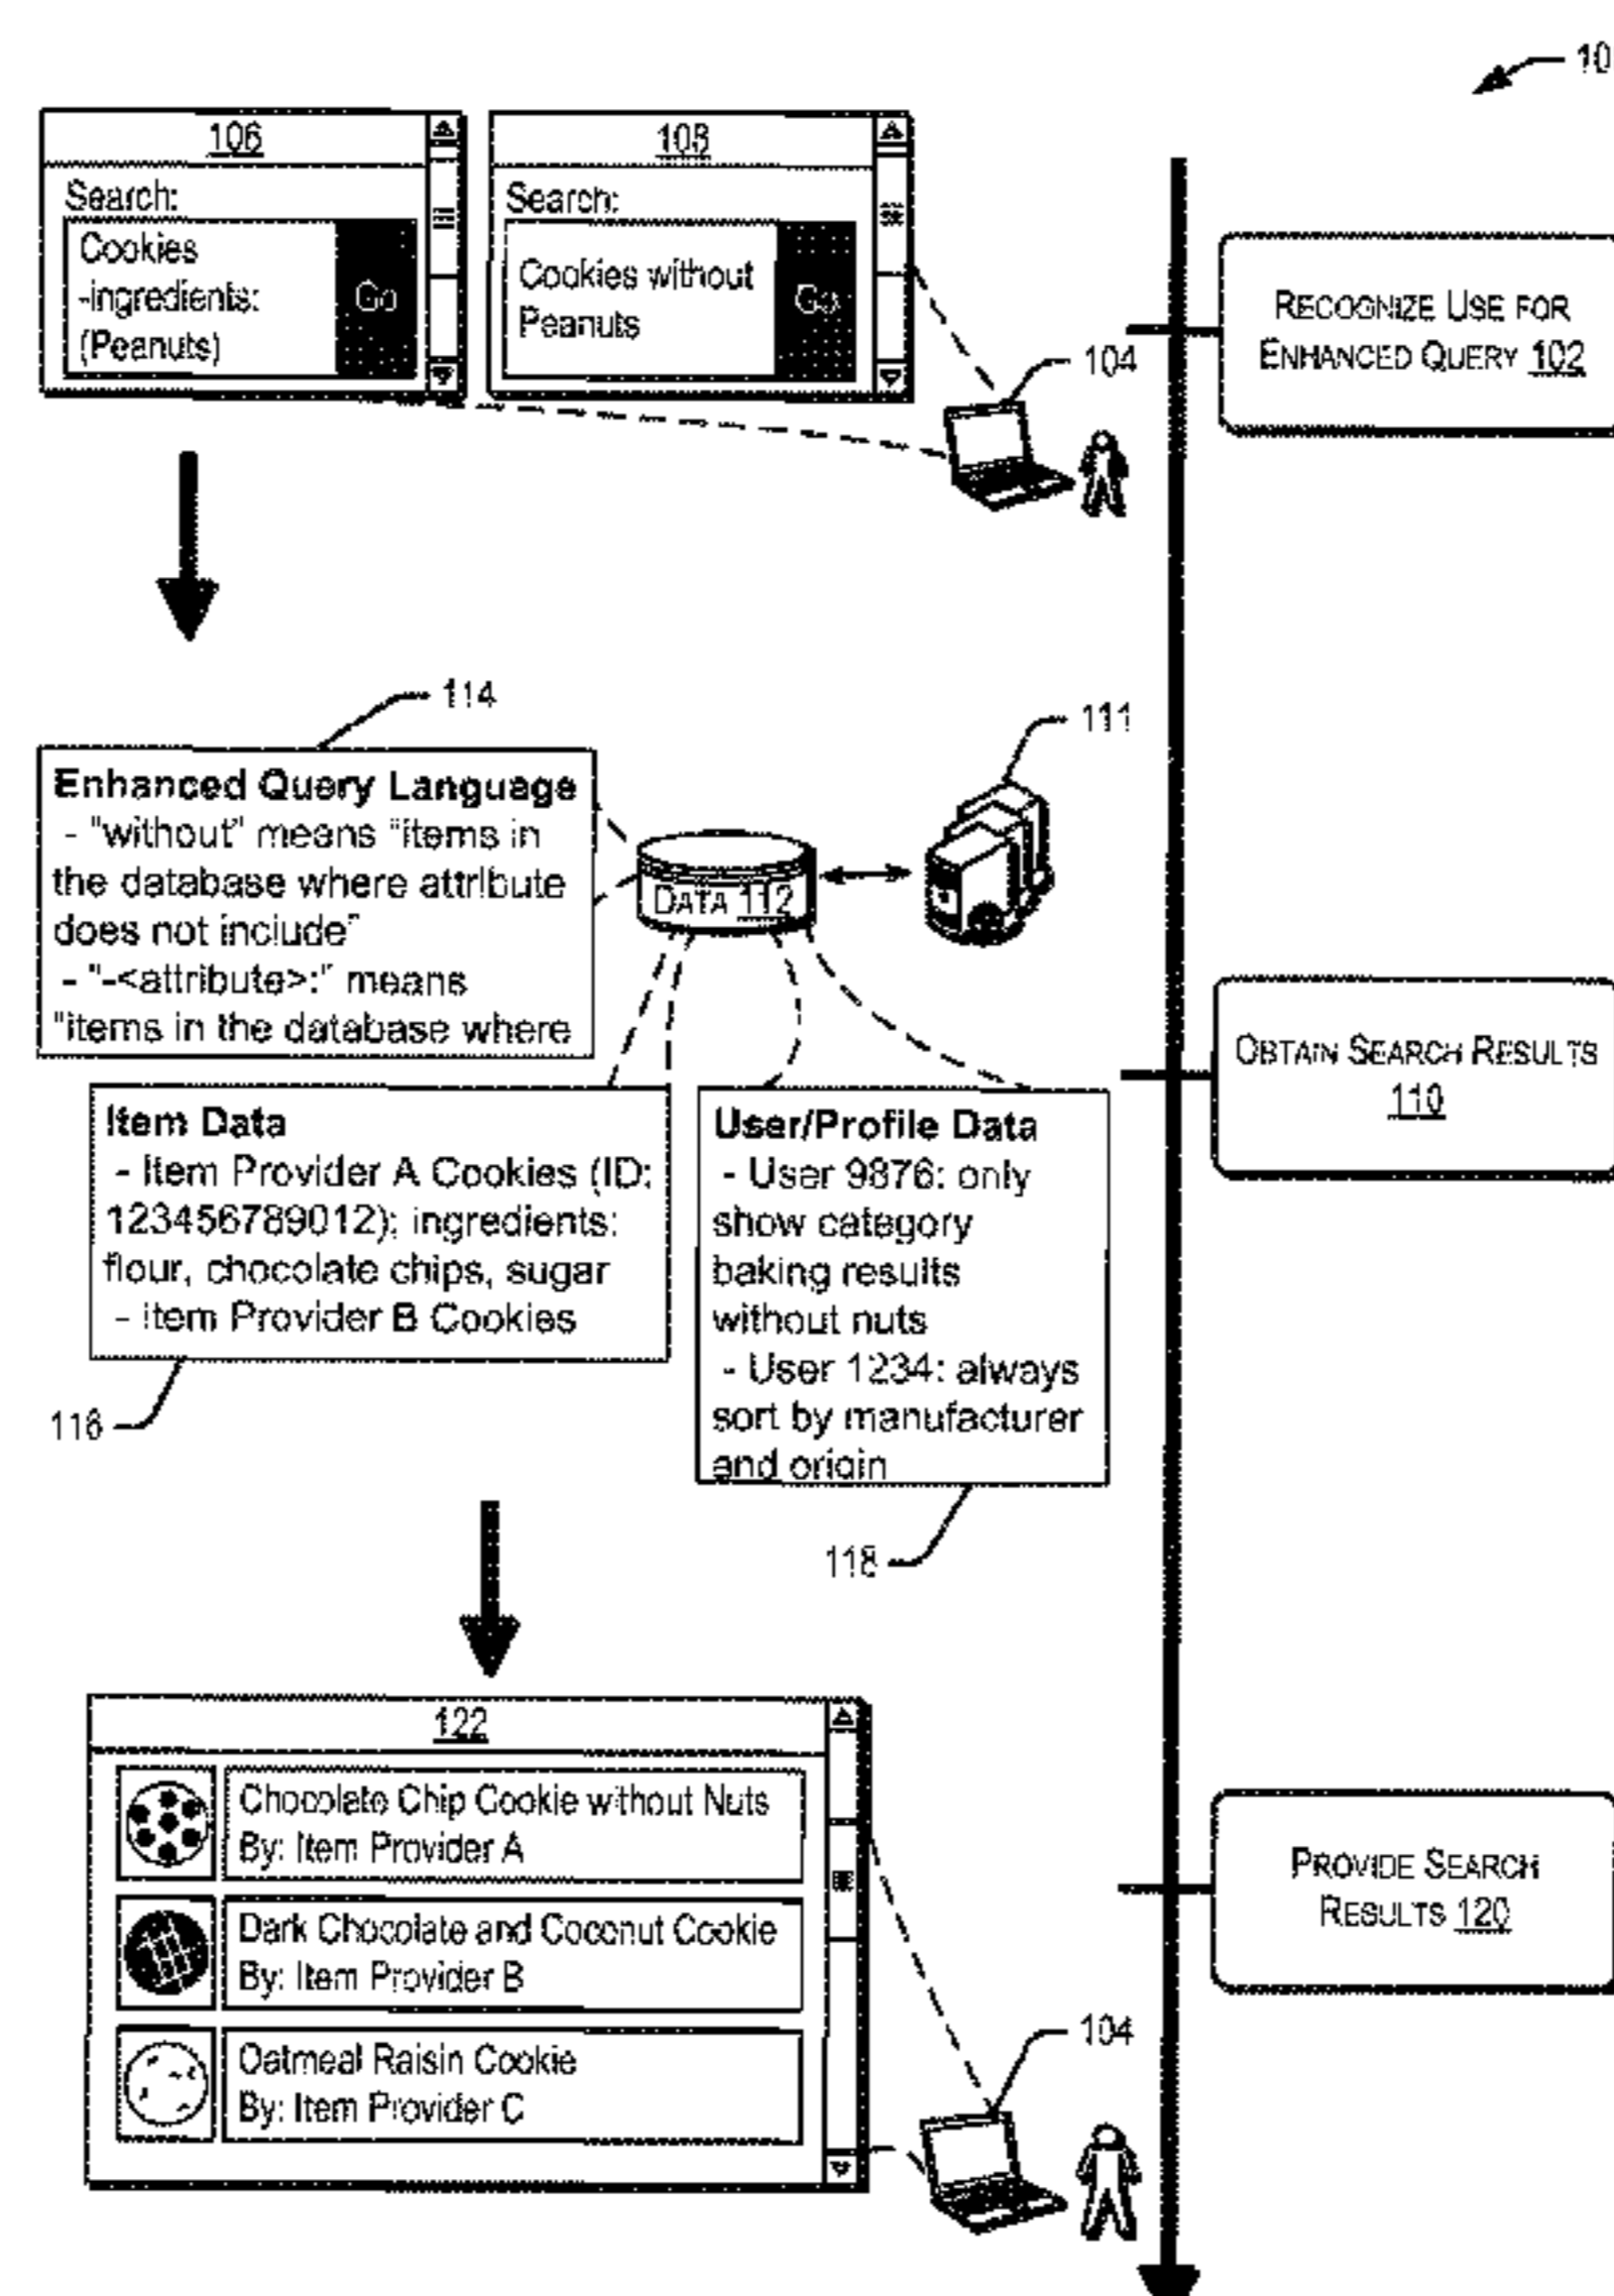 10
106
Search:
Cookies
-ingredients:
(Peanuts)
Go
108
Search:
Cookies without
Peanuts
Go
104
RECOGNIZE USE FOR
ENHANCED QUERY 102
114
111
Enhanced Query Language
- "without" means "items in
the database where attribute
does not include"
- "-<attribute>:" means
"items in the database where
DATA 112
OBTAIN SEARCH RESULTS
110
Item Data
- Item Provider A Cookies (ID:
123456789012); ingredients:
flour, chocolate chips, sugar
- Item Provider B Cookies
116
User/Profile Data
- User 9876: only
show category
baking results
without nuts
- User 1234: always
sort by manufacturer
and origin
118
122
Chocolate Chip Cookie without Nuts
By: Item Provider A
Dark Chocolate and Coconut Cookie
By: Item Provider B
Oatmeal Raisin Cookie
By: Item Provider C
PROVIDE SEARCH
RESULTS 120
104